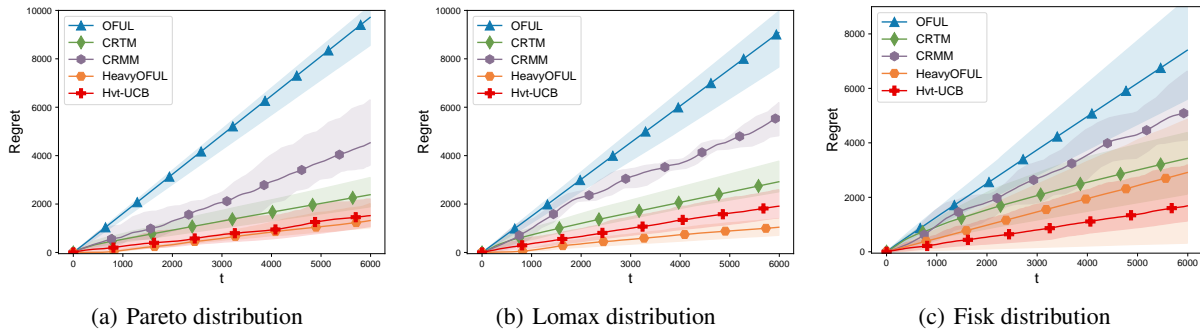 OFUL
CRTM
CRMM
HeavyOFUL
Hvt-UCB
Regret
10000
8000
6000
4000
2000
0
0 1000 2000 3000 4000 5000 6000
t
(a) Pareto distribution
OFUL
CRTM
CRMM
HeavyOFUL
Hvt-UCB
Regret
10000
8000
6000
4000
2000
0
0 1000 2000 3000 4000 5000 6000
t
(b) Lomax distribution
OFUL
CRTM
CRMM
HeavyOFUL
Hvt-UCB
Regret
8000
6000
4000
2000
0
0 1000 2000 3000 4000 5000 6000
t
(c) Fisk distribution